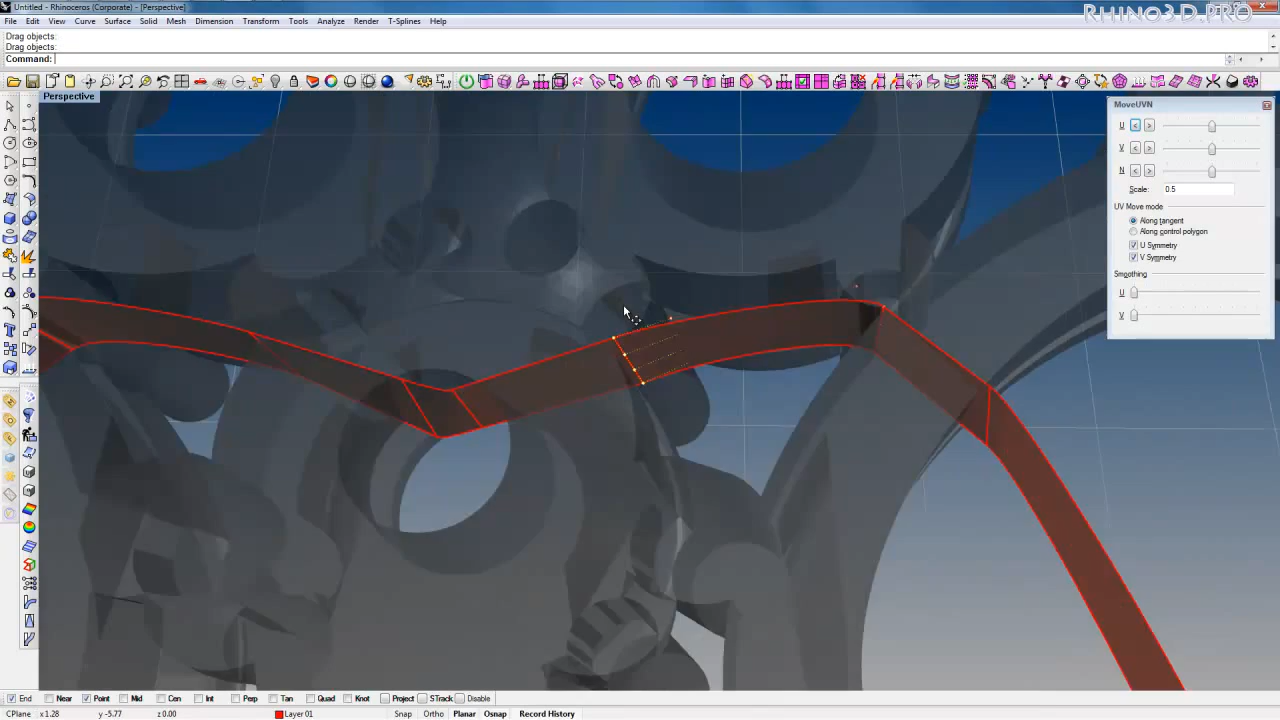 Untitled - Rhinoceros (Corporate) - [Perspective]
RHINO3D.PRO
File Edit View Curve Surface Solid Mesh Dimension Transform Tools Analyze Render T-Splines Help
Drag objects:
Drag objects:
Command:
Perspective
MoveUVN
U < >
V < >
N < >
Scale: 0.5
UV Move mode
Along tangent
Along control polygon
U Symmetry
V Symmetry
Smoothing
U
V
End Near Point Mid Cen Int Perp Tan Quad Knot Project STrack Disable
CPlane x 1.28 y -5.77 z 0.00 Layer 01 Snap Ortho Planar Osnap Record History